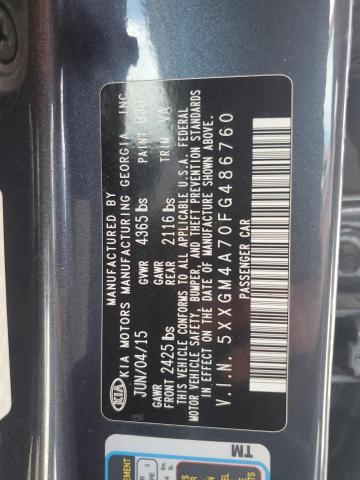 MANUFACTURED BY
KIA MOTORS MANUFACTURING GEORGIA, INC.
KIA
JUN/04/15 GVWR 4365 lbs PAINT
GAWR FRONT 2425 lbs GAWR REAR 2116 lbs TRIM VA
THIS VEHICLE CONFORMS TO ALL APPLICABLE U.S.A. FEDERAL
MOTOR VEHICLE SAFETY, BUMPER, AND THEFT PREVENTION STANDARDS
IN EFFECT ON THE DATE OF MANUFACTURE SHOWN ABOVE.
V.I.N. 5XXGM4A70FG486760
PASSENGER CAR
TM